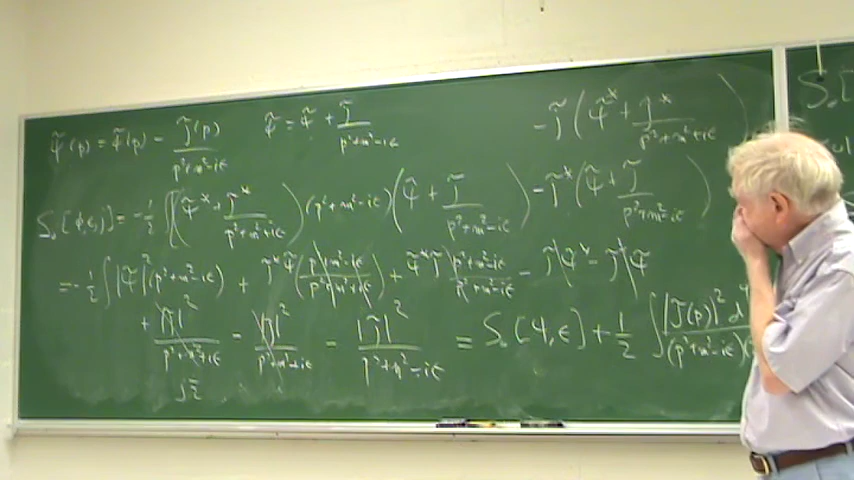 ψ̃(p) = φ̃(p) − j̃(p)/(p²+m²−iε)    φ̃ = ψ̃ + j̃/(p²+m²−iε)    − j̃(ψ̃* + j̃*/(p²+m²+iε))
S₀[φ,ε,j] = −½∫(ψ̃* + j̃*/(p²+m²+iε))(p²+m²−iε)(ψ̃ + j̃/(p²+m²−iε)) − j̃*(ψ̃ + j̃/(p²+m²−iε))
= −½∫|ψ̃|²(p²+m²−iε) + j̃*ψ̃(p²+m²−iε)/(p²+m²+iε) + ψ̃*j̃ (p²+m²−iε)/(p²+m²−iε) − j̃ψ̃* − j̃*ψ̃
+ |j̃|²/(p²+m²+iε) − |j̃|²/(p²+m²+iε) − |j̃|²/(p²+m²−iε) = S₀[ψ,ε] + ½∫|j̃(p)|² d⁴/(p²+m²−iε)(
S₀[